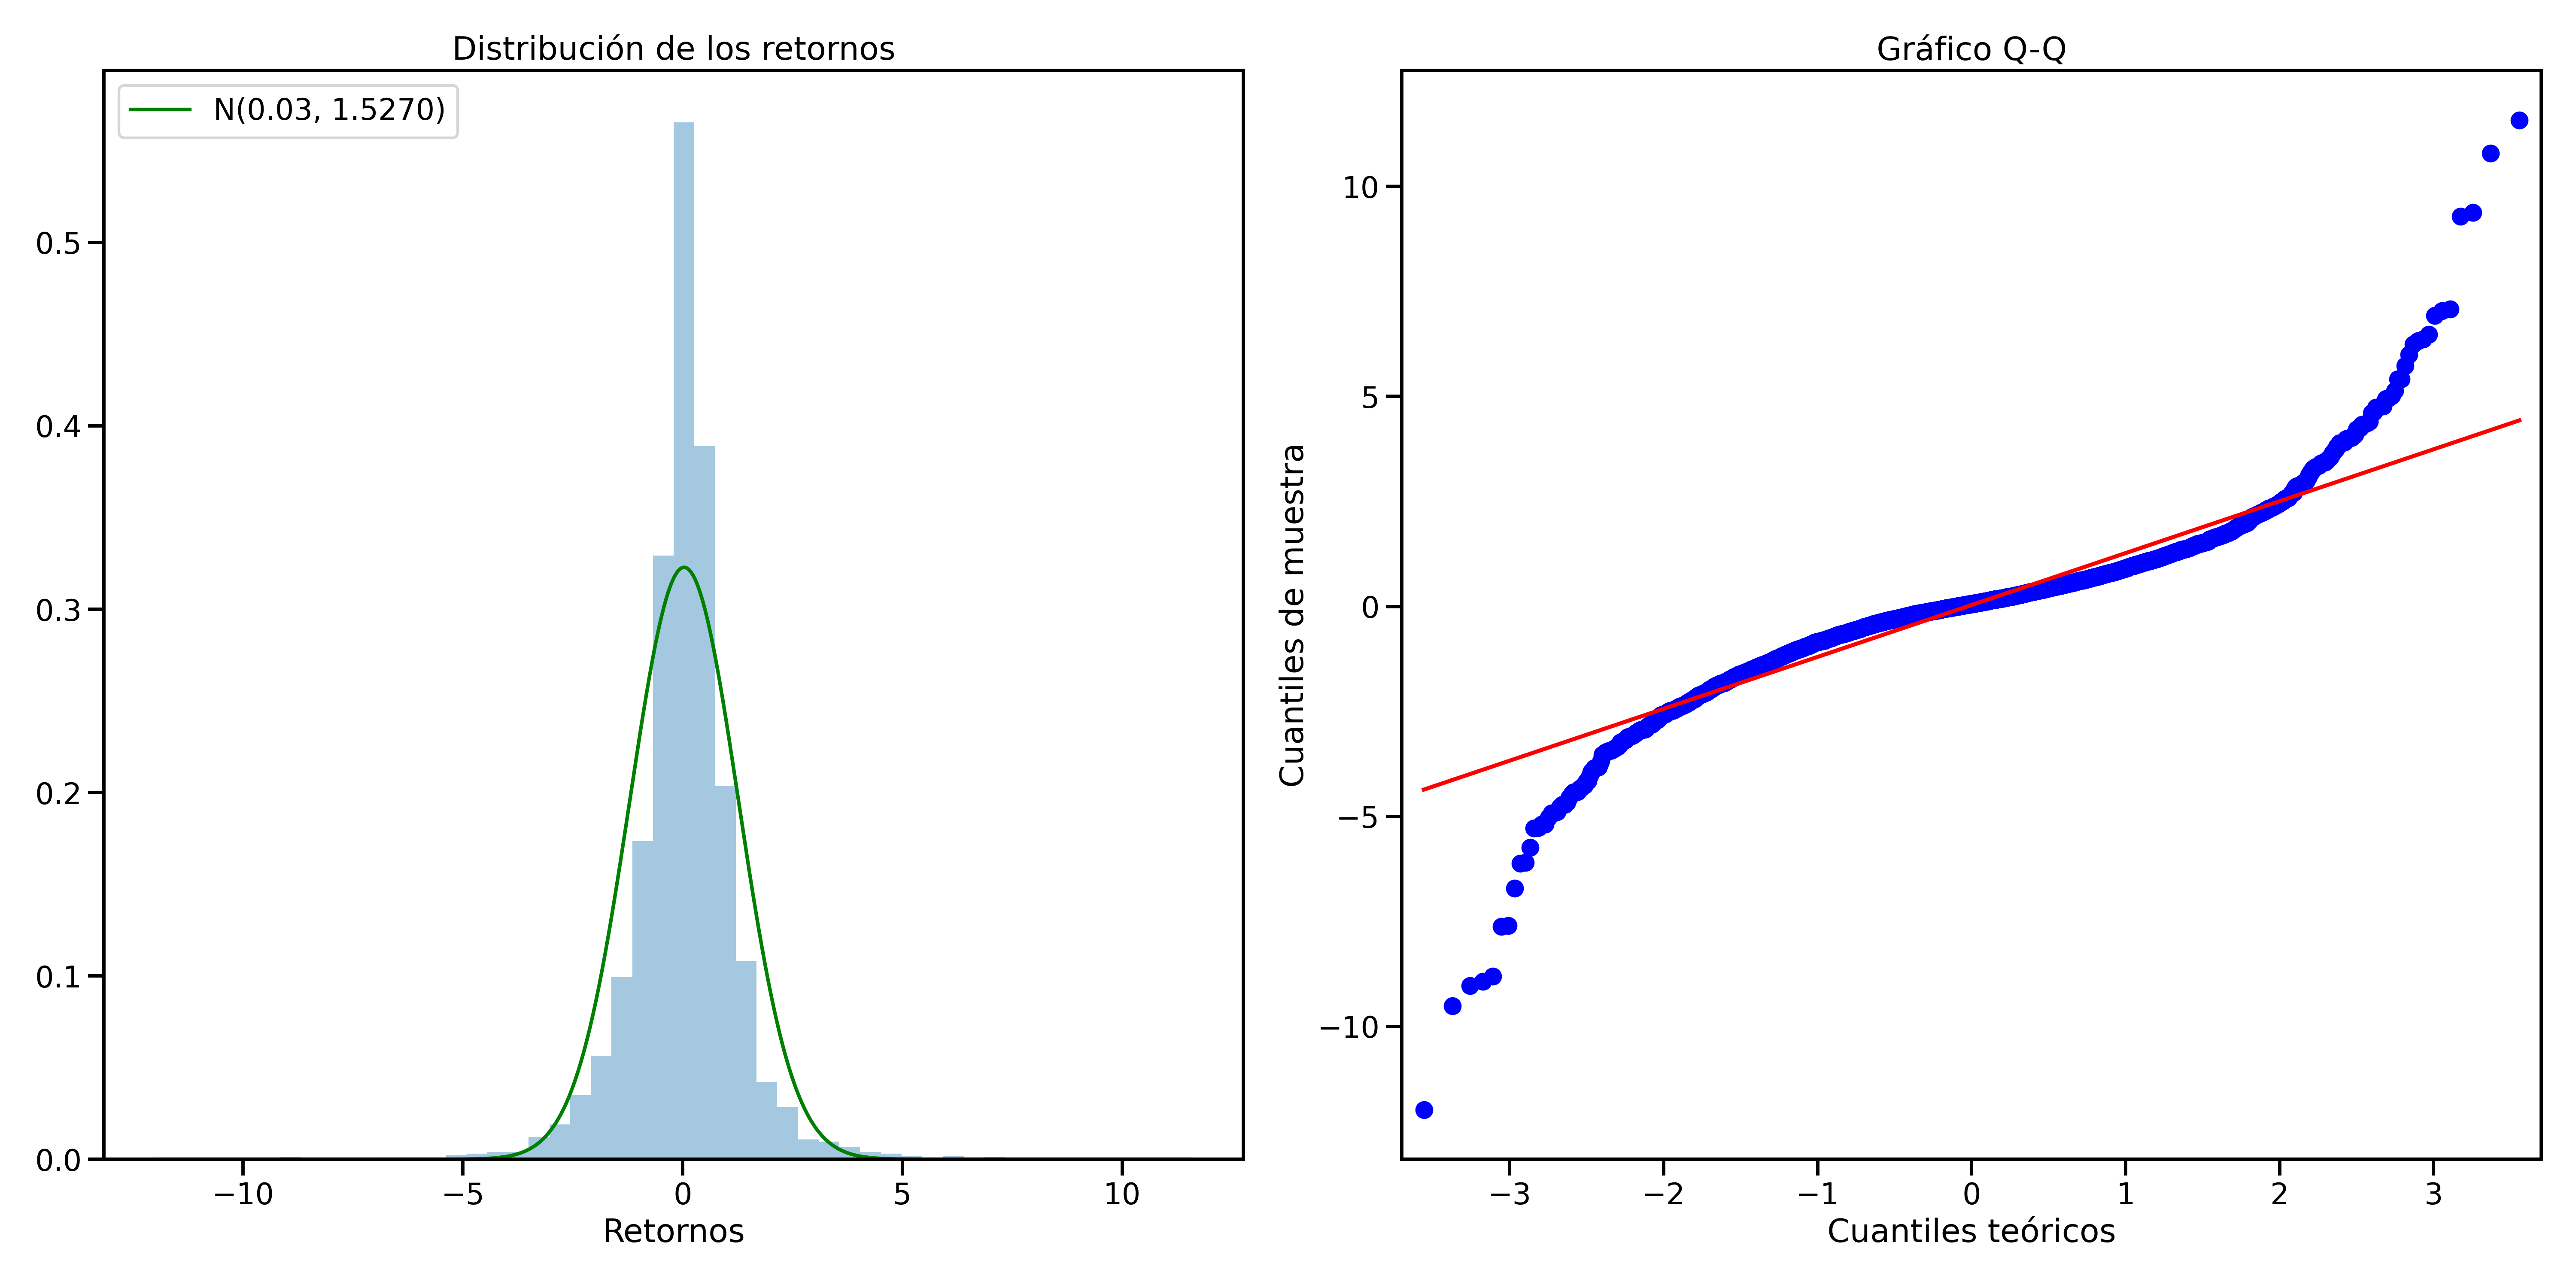 Distribución de los retornos
N(0.03, 1.5270)
0.5
0.4
0.3
0.2
0.1
0.0
−10 −5 0 5 10
Retornos
Gráfico Q-Q
Cuantiles de muestra
10
5
0
−5
−10
−3 −2 −1 0 1 2 3
Cuantiles teóricos